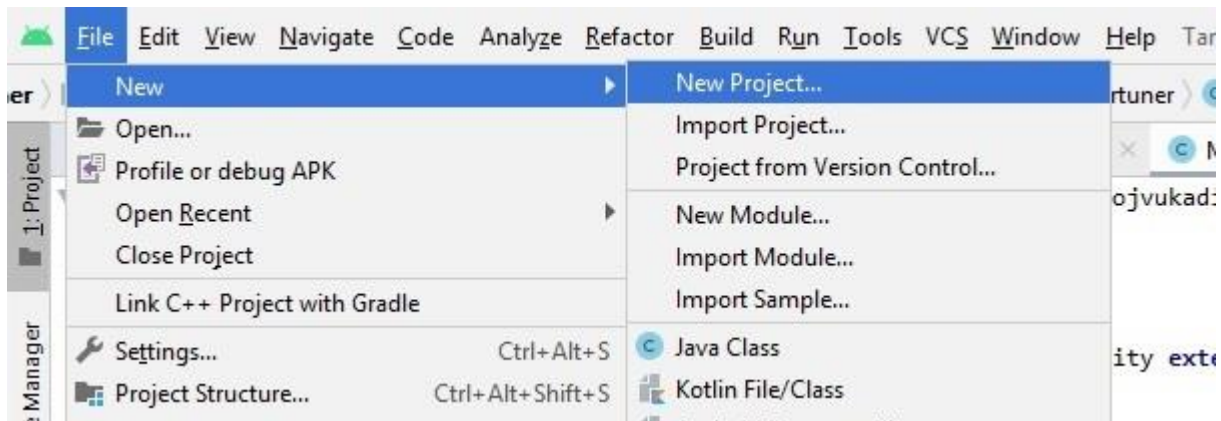 File Edit View Navigate Code Analyze Refactor Build Run Tools VCS Window Help
New
Open...
Profile or debug APK
Open Recent
Close Project
Link C++ Project with Gradle
Settings... Ctrl+Alt+S
Project Structure... Ctrl+Alt+Shift+S
New Project...
Import Project...
Project from Version Control...
New Module...
Import Module...
Import Sample...
Java Class
Kotlin File/Class
1: Project
Manager
rtuner
ojvukadi
ity exte